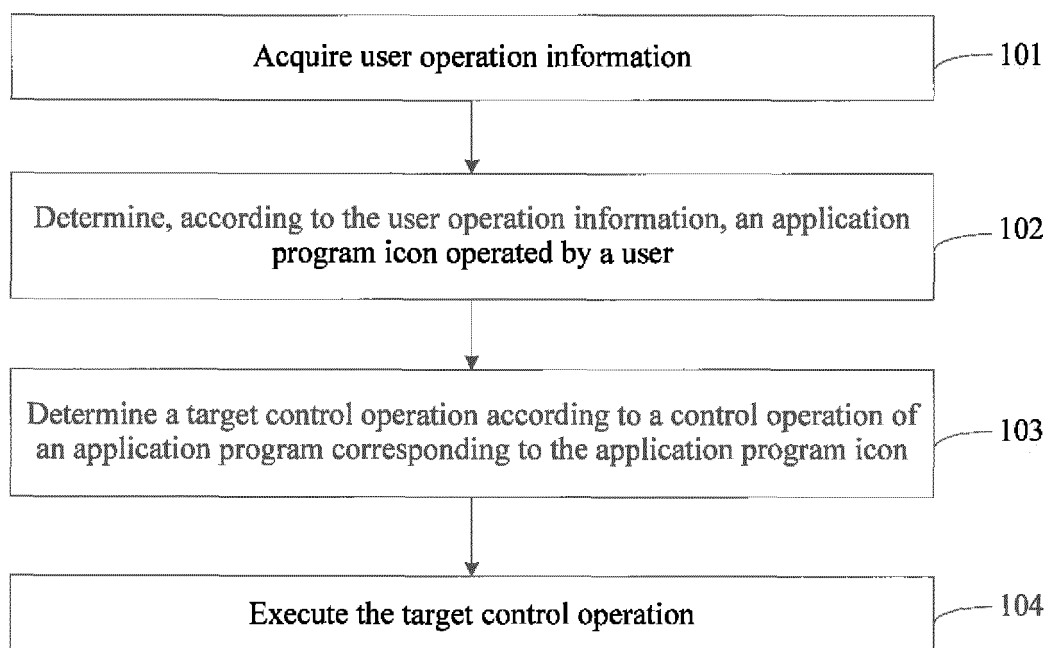 Acquire user operation information
101
Determine, according to the user operation information, an application
program icon operated by a user
102
Determine a target control operation according to a control operation of
an application program corresponding to the application program icon
103
Execute the target control operation
104